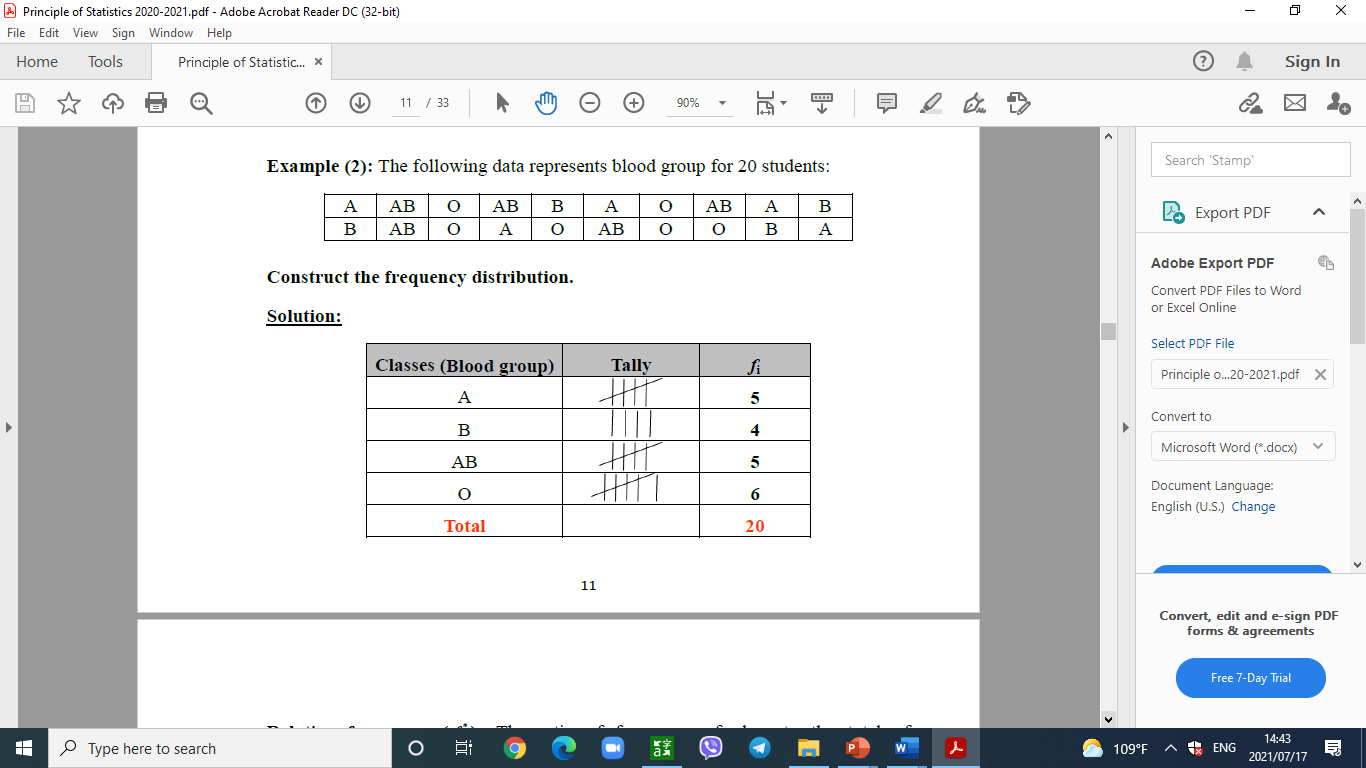 Principle of Statistics 2020-2021.pdf - Adobe Acrobat Reader DC (32-bit)
File Edit View Sign Window Help
Home Tools Principle of Statistic... × Sign In
11 / 33 90%
Example (2): The following data represents blood group for 20 students:
A AB O AB B A O AB A B
B AB O A O AB O O B A
Construct the frequency distribution.
Solution:
Classes (Blood group) Tally fi
A 5
B 4
AB 5
O 6
Total 20
11
Search 'Stamp'
Export PDF
Adobe Export PDF
Convert PDF Files to Word
or Excel Online
Select PDF File
Principle o...20-2021.pdf
Convert to
Microsoft Word (*.docx)
Document Language:
English (U.S.) Change
Convert, edit and e-sign PDF
forms & agreements
Free 7-Day Trial
Type here to search
109°F ENG 14:43
2021/07/17